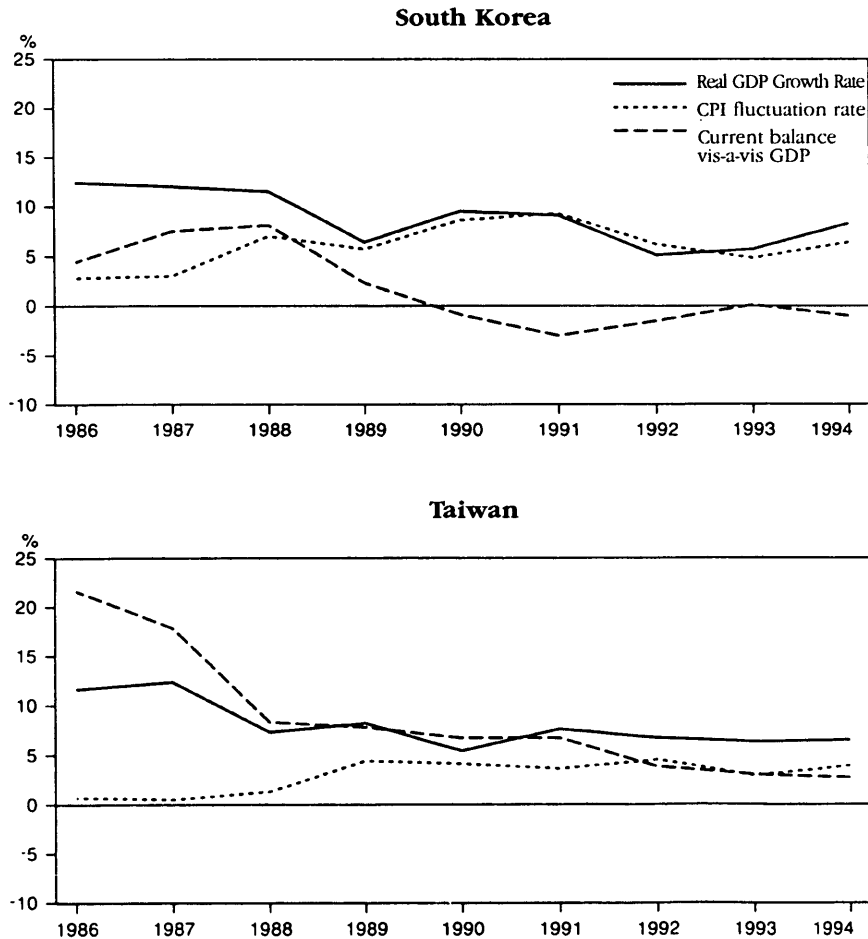 South Korea
%
25
20
15
10
5
0
-5
-10
Real GDP Growth Rate
CPI fluctuation rate
Current balance
vis-a-vis GDP
1986 1987 1988 1989 1990 1991 1992 1993 1994
Taiwan
%
25
20
15
10
5
0
-5
-10
1986 1987 1988 1989 1990 1991 1992 1993 1994